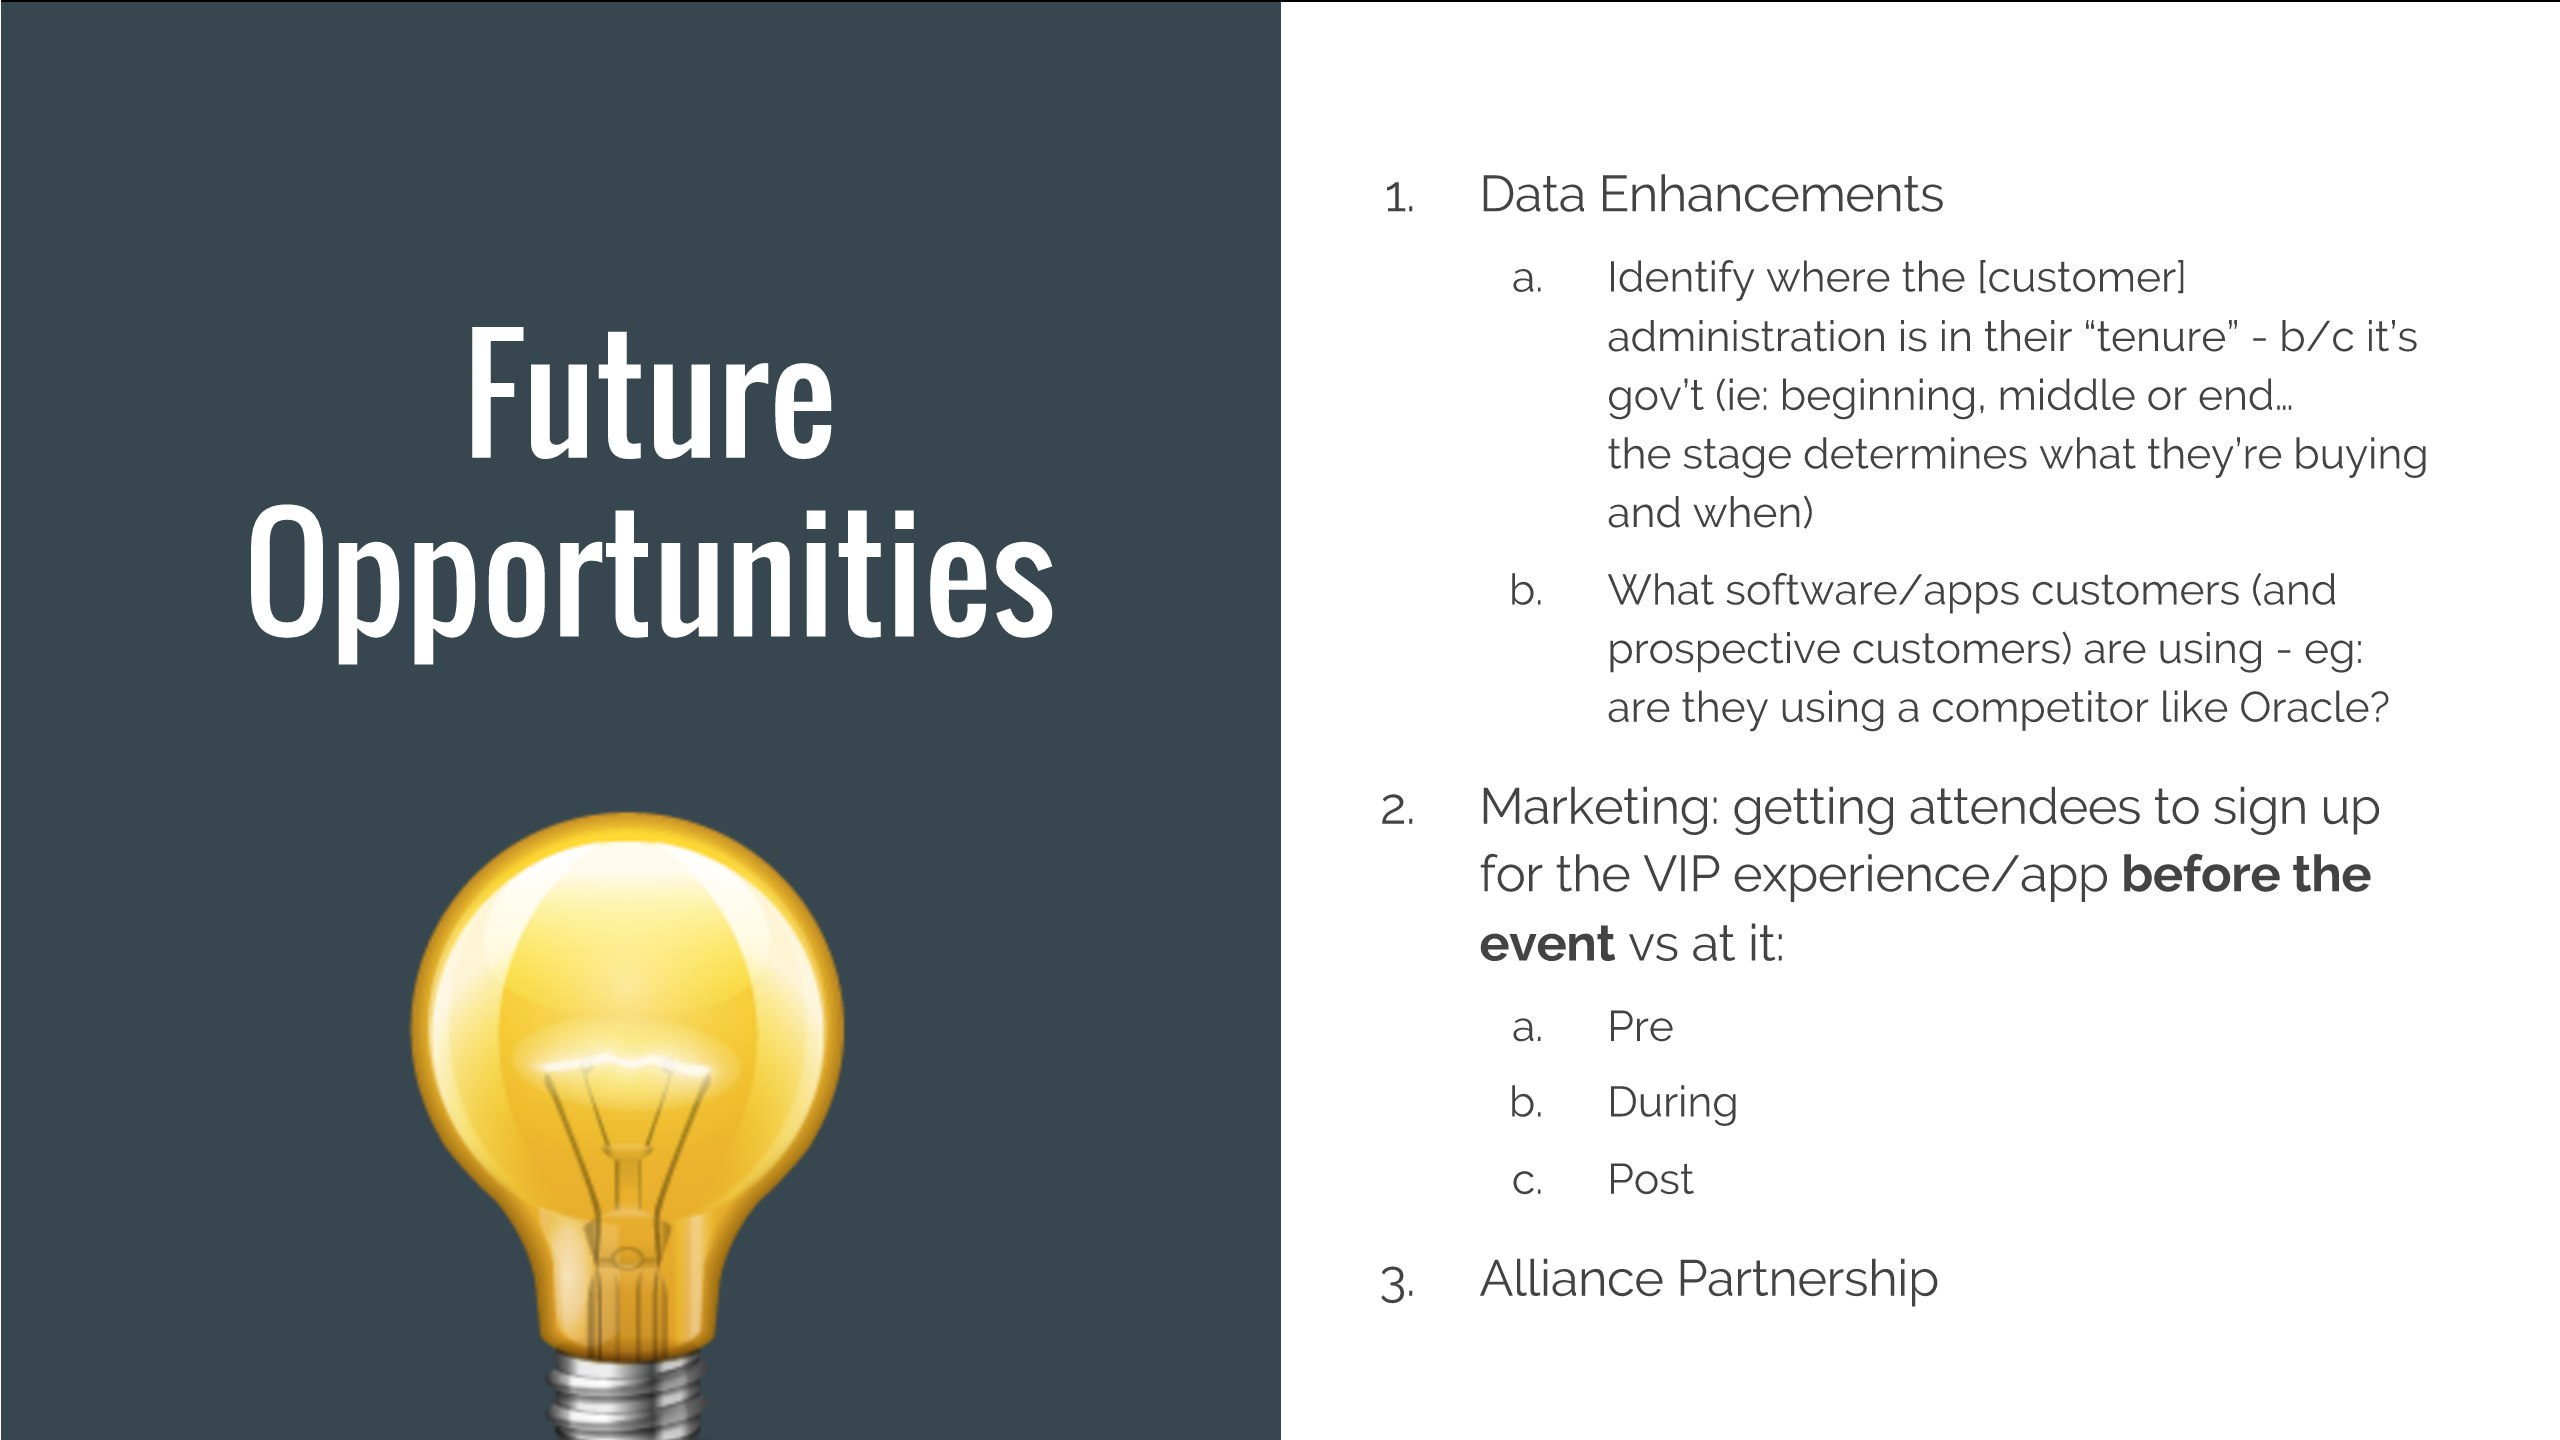 Future
Opportunities
1. Data Enhancements
a. Identify where the [customer]
administration is in their “tenure” - b/c it’s
gov’t (ie: beginning, middle or end...
the stage determines what they’re buying
and when)
b. What software/apps customers (and
prospective customers) are using - eg:
are they using a competitor like Oracle?
2. Marketing: getting attendees to sign up
for the VIP experience/app before the
event vs at it:
a. Pre
b. During
c. Post
3. Alliance Partnership